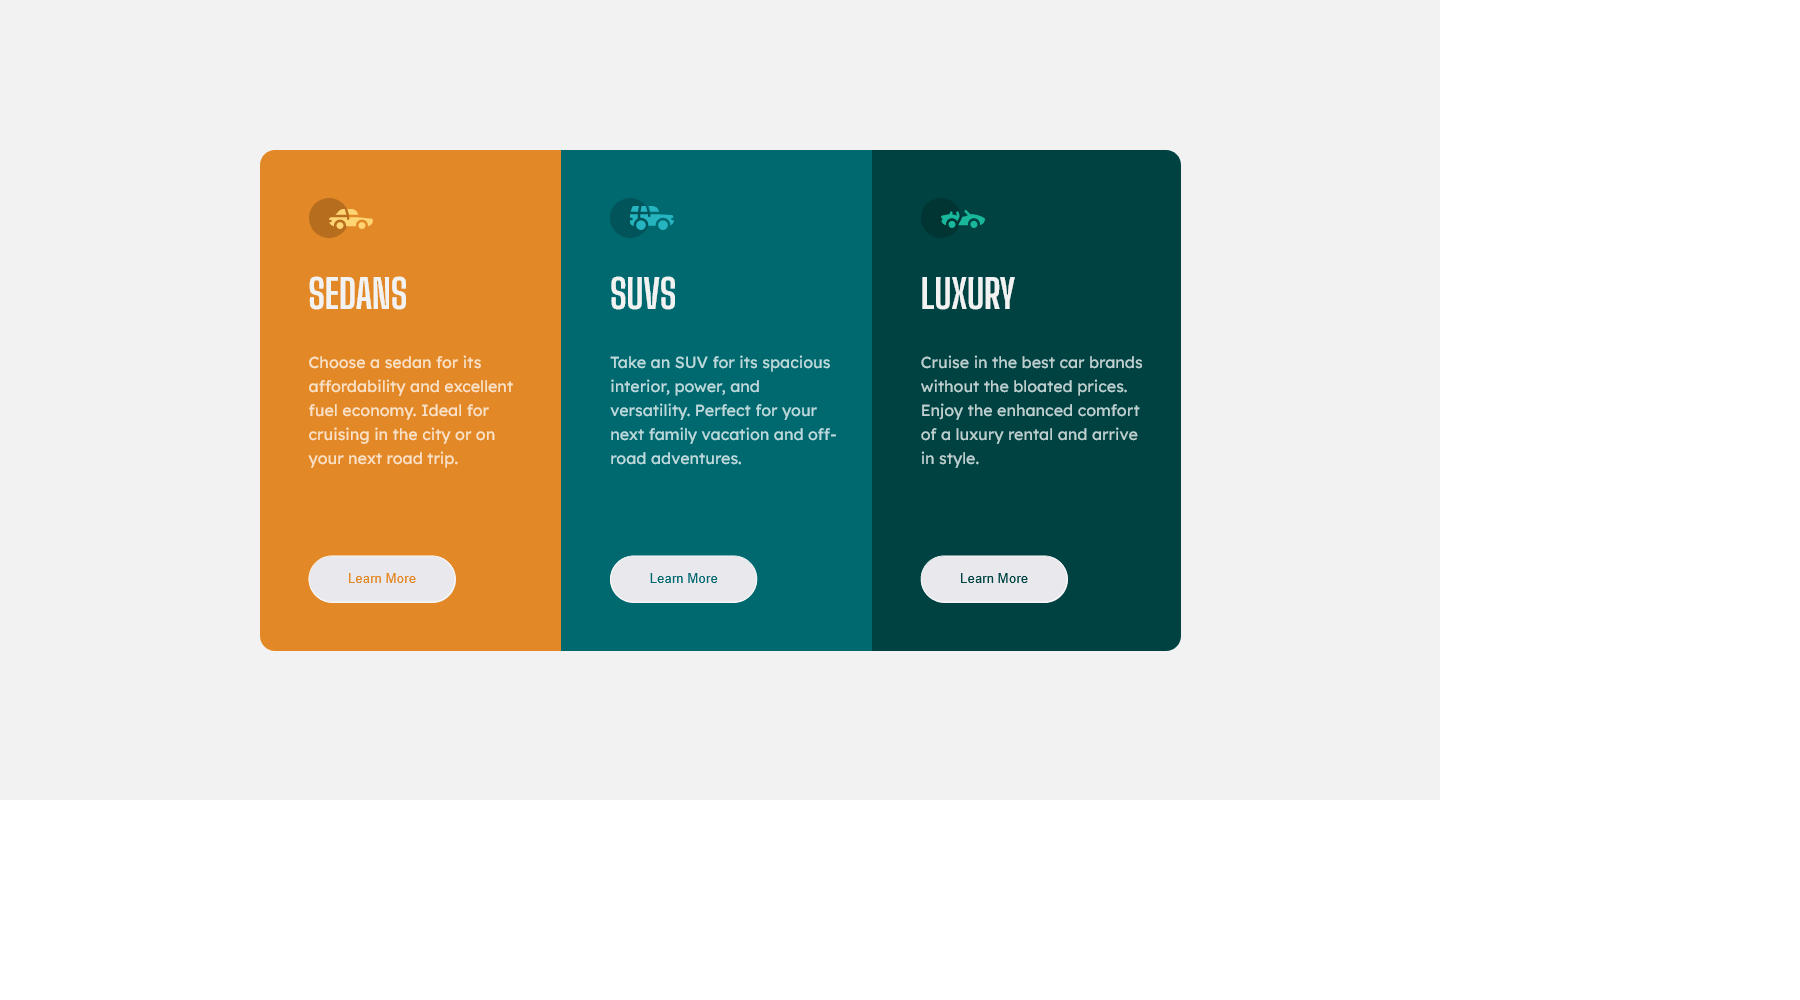 SEDANS
Choose a sedan for its
affordability and excellent
fuel economy. Ideal for
cruising in the city or on
your next road trip.
Learn More
SUVS
Take an SUV for its spacious
interior, power, and
versatility. Perfect for your
next family vacation and off-
road adventures.
Learn More
LUXURY
Cruise in the best car brands
without the bloated prices.
Enjoy the enhanced comfort
of a luxury rental and arrive
in style.
Learn More